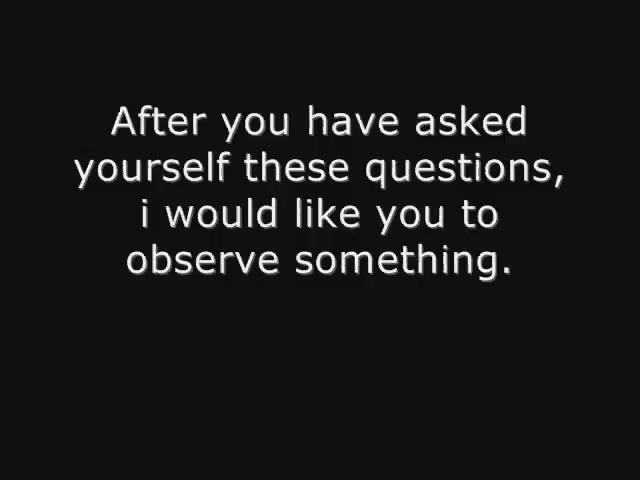 After you have asked
yourself these questions,
i would like you to
observe something.